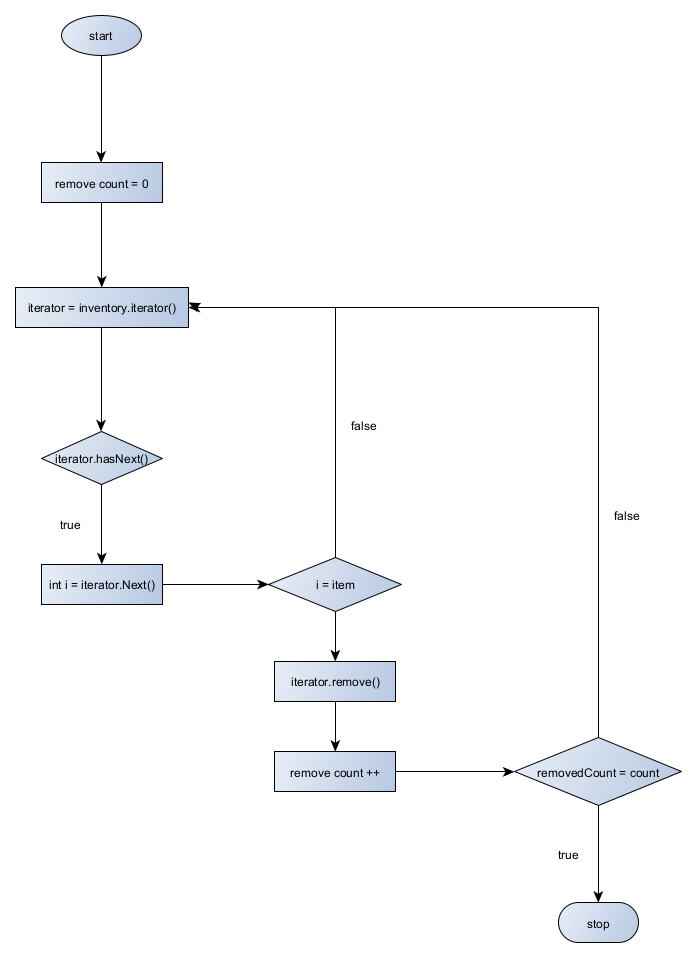 start
remove count = 0
iterator = inventory.iterator()
false
iterator.hasNext()
false
true
int i = iterator.Next()
i = item
iterator.remove()
remove count ++
removedCount = count
true
stop